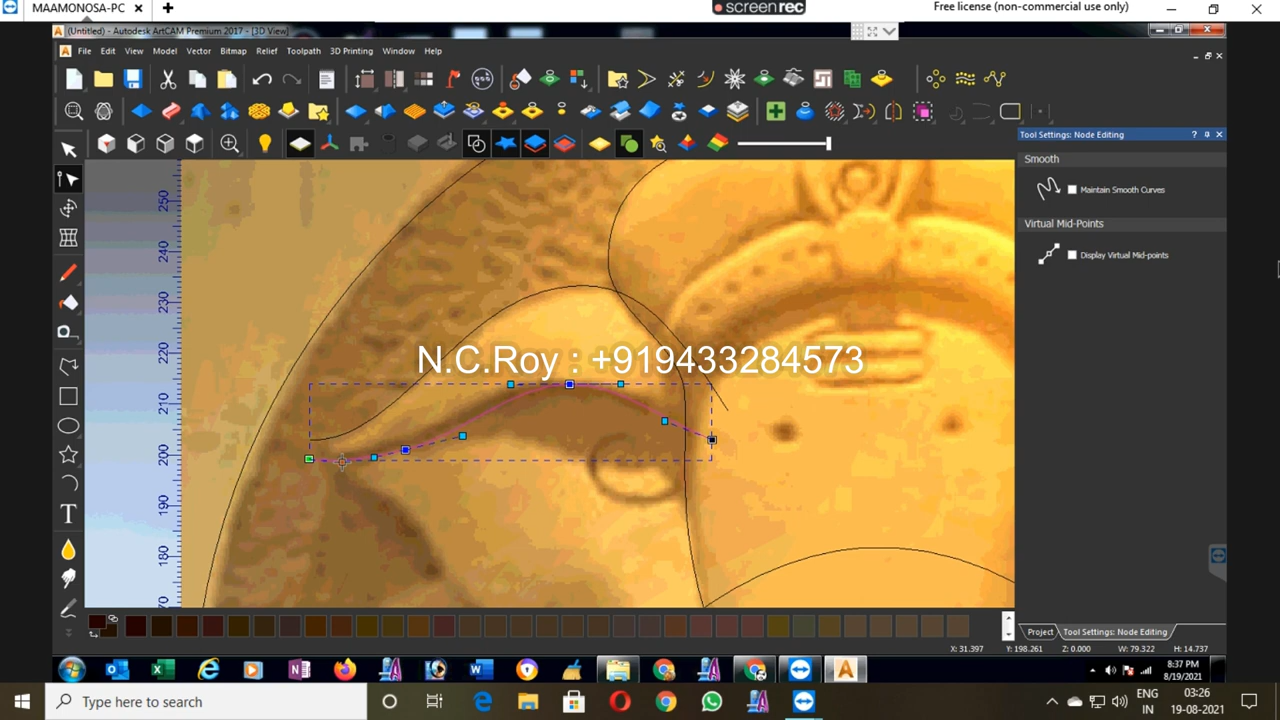 MAAMONOSA-PC
screenrec
Free license (non-commercial use only)
(Untitled) - Autodesk ArtCAM Premium 2017 - [3D View]
File Edit View Model Vector Bitmap Relief Toolpath 3D Printing Window Help
Tool Settings: Node Editing
Smooth
Maintain Smooth Curves
Virtual Mid-Points
Display Virtual Mid-points
250
240
230
220
210
200
190
180
N.C.Roy : +919433284573
Project Tool Settings: Node Editing
X: 31.397 Y: 198.261 Z: 0.000 W: 79.322 H: 14.737
8:37 PM
8/19/2021
Type here to search
ENG
IN
03:26
19-08-2021